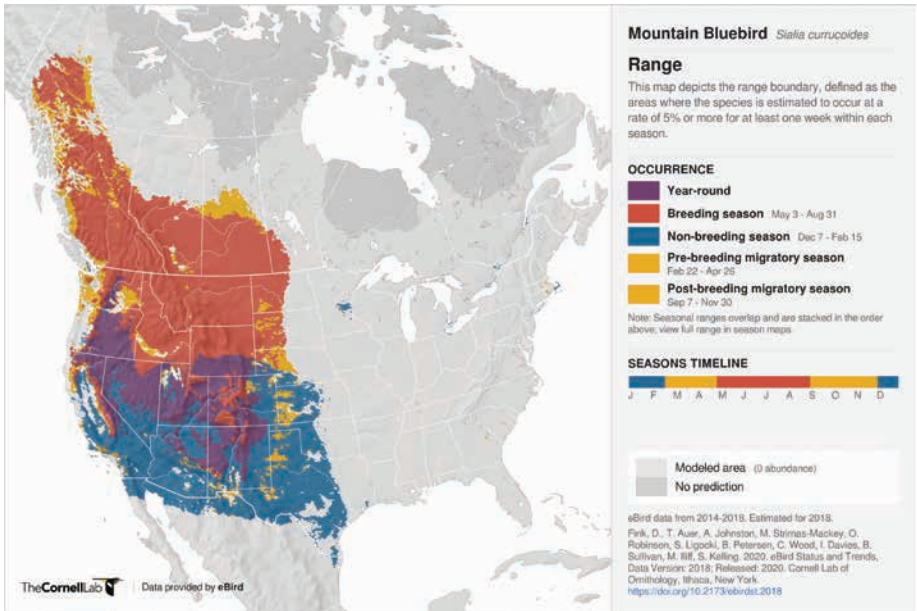 Mountain Bluebird Sialia currucoides
Range
This map depicts the range boundary, defined as the
areas where the species is estimated to occur at a
rate of 5% or more for at least one week within each
season.
OCCURRENCE
Year-round
Breeding season May 3 - Aug 31
Non-breeding season Dec 7 - Feb 15
Pre-breeding migratory season
Feb 22 - Apr 26
Post-breeding migratory season
Sep 7 - Nov 30
Note: Seasonal ranges overlap and are stacked in the order
above; view full range in season maps.
SEASONS TIMELINE
J F M A M J J A S O N D
Modeled area (0 abundance)
No prediction
eBird data from 2014-2018. Estimated for 2018.
Fink, D., T. Auer, A. Johnston, M. Strimas-Mackey, O.
Robinson, S. Ligocki, B. Petersen, C. Wood, I. Davies, B.
Sullivan, M. Iliff, S. Kelling. 2020. eBird Status and Trends,
Data Version: 2018; Released: 2020. Cornell Lab of
Ornithology, Ithaca, New York.
https://doi.org/10.2173/ebirdst.2018
TheCornellLab Data provided by eBird